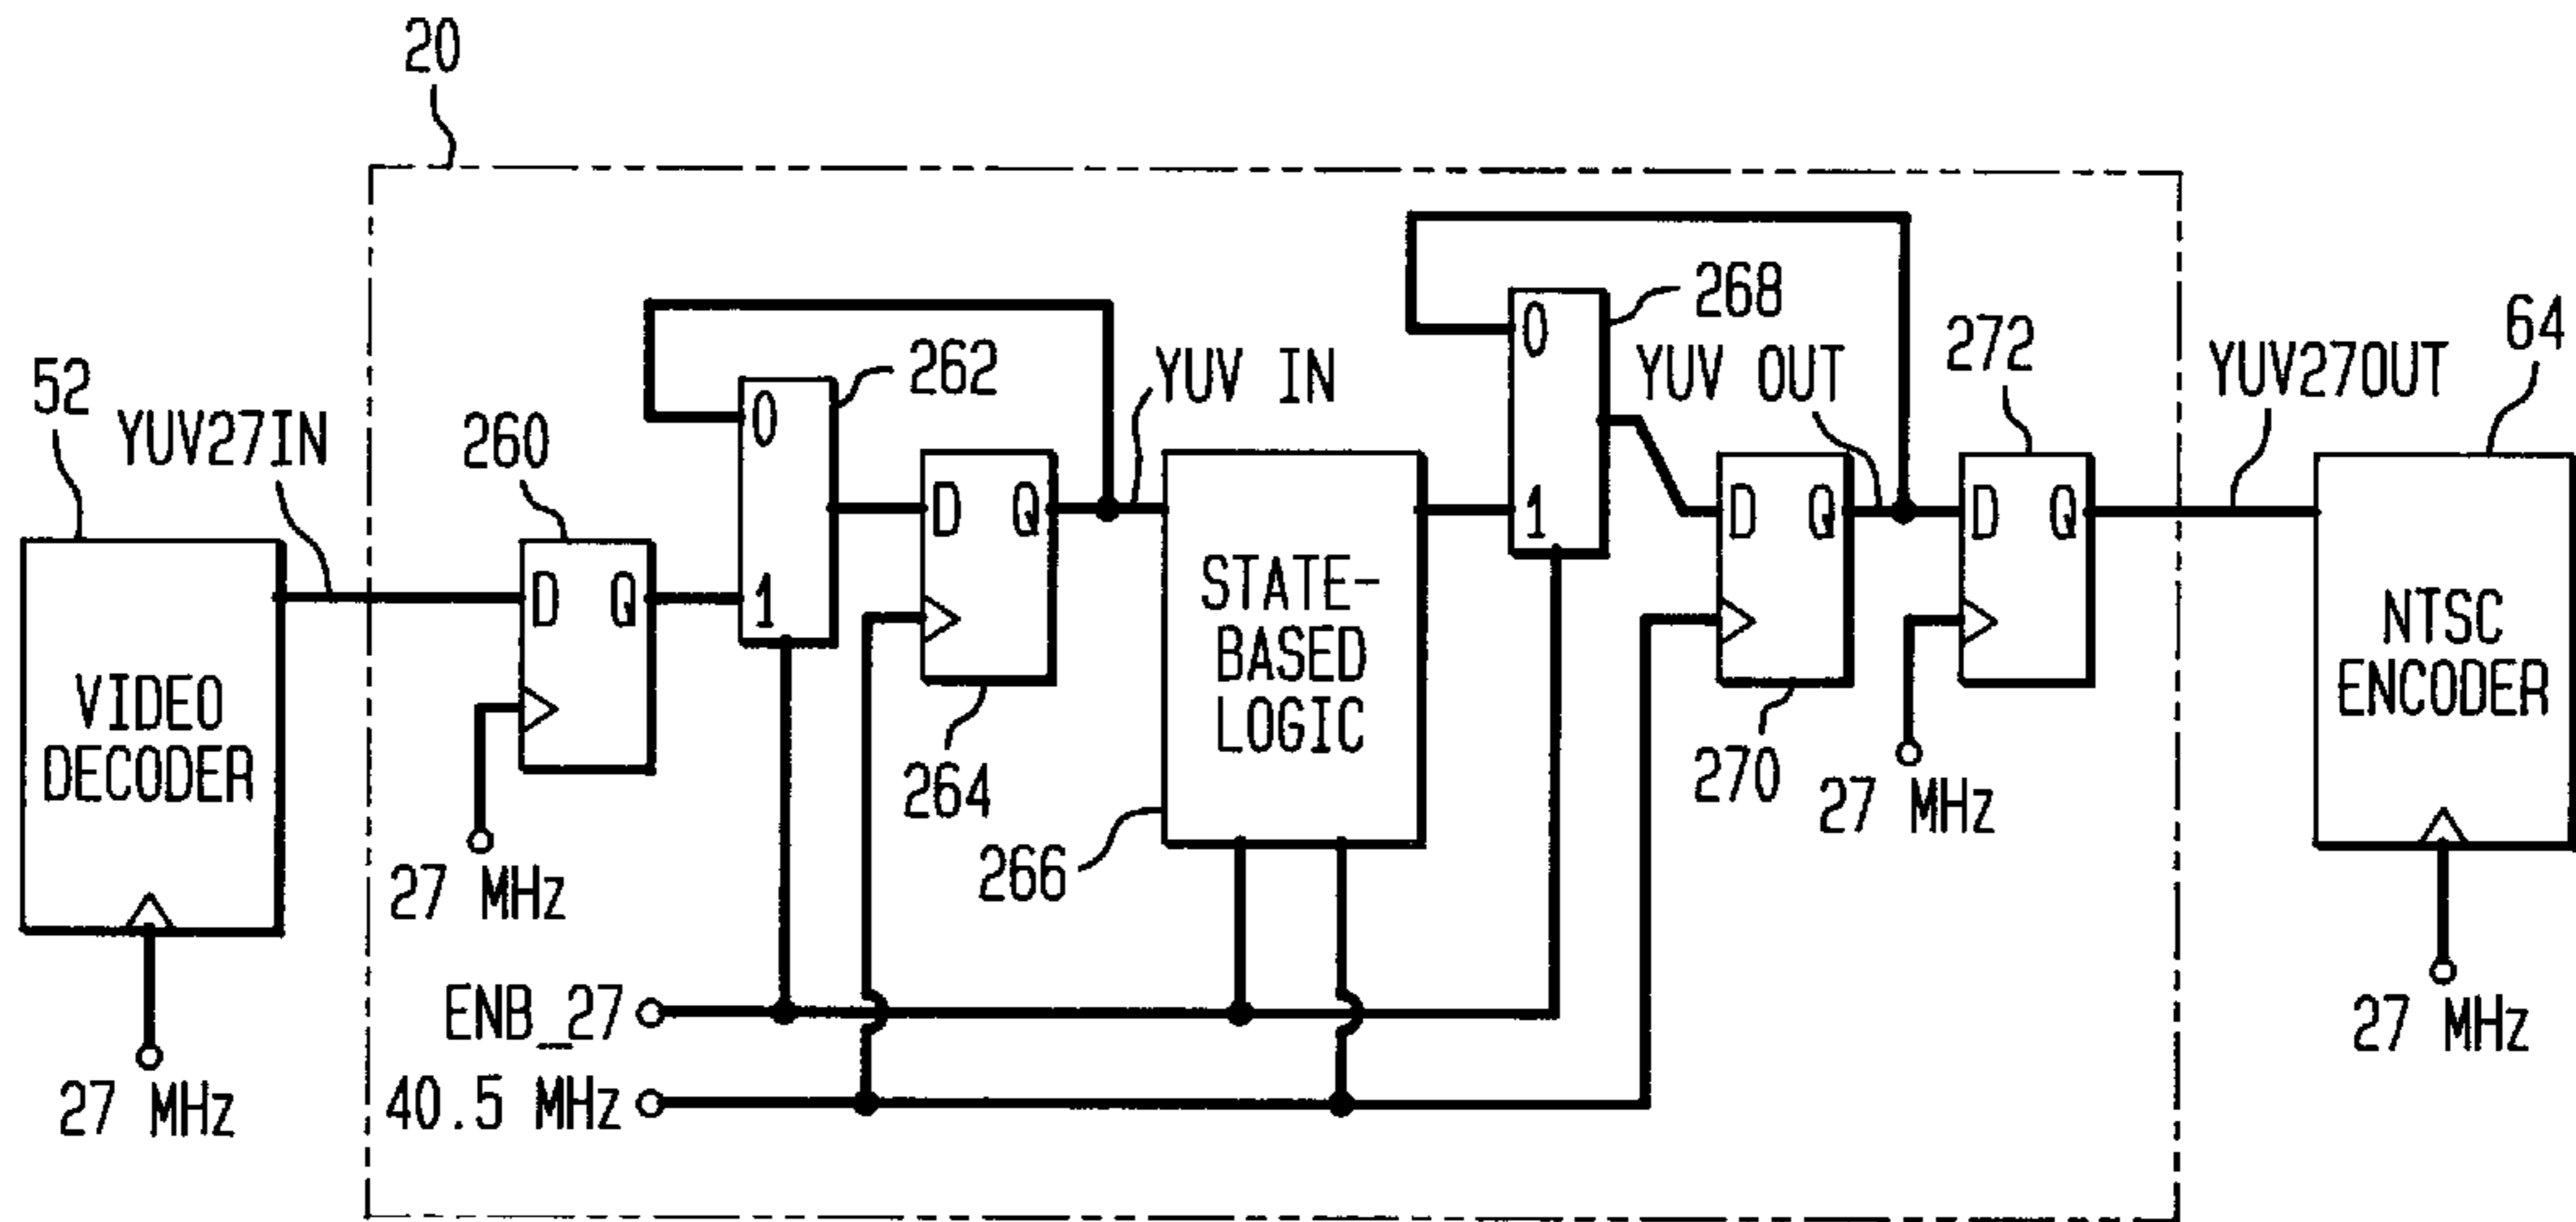 20
52
YUV27IN
VIDEO
DECODER
27 MHz
260
D Q
27 MHz
262
0
1
D Q
264
YUV IN
STATE-
BASED
LOGIC
266
268
0
1
YUV OUT
D Q
270
272
D Q
27 MHz
YUV27OUT
64
NTSC
ENCODER
27 MHz
ENB_27
40.5 MHz